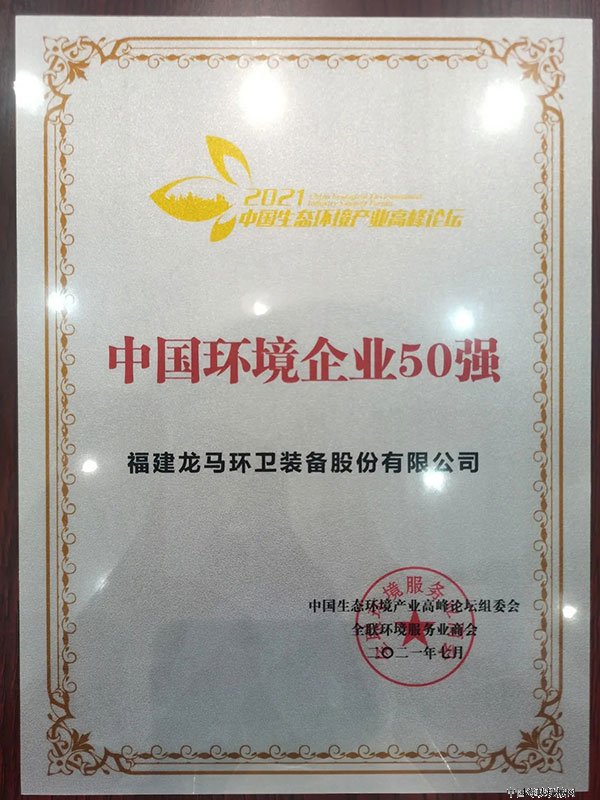 2021
中国生态环境产业高峰论坛
中国环境企业50强
福建龙马环卫装备股份有限公司
中国生态环境产业高峰论坛组委会
全联环境服务业商会
二〇二一年七月